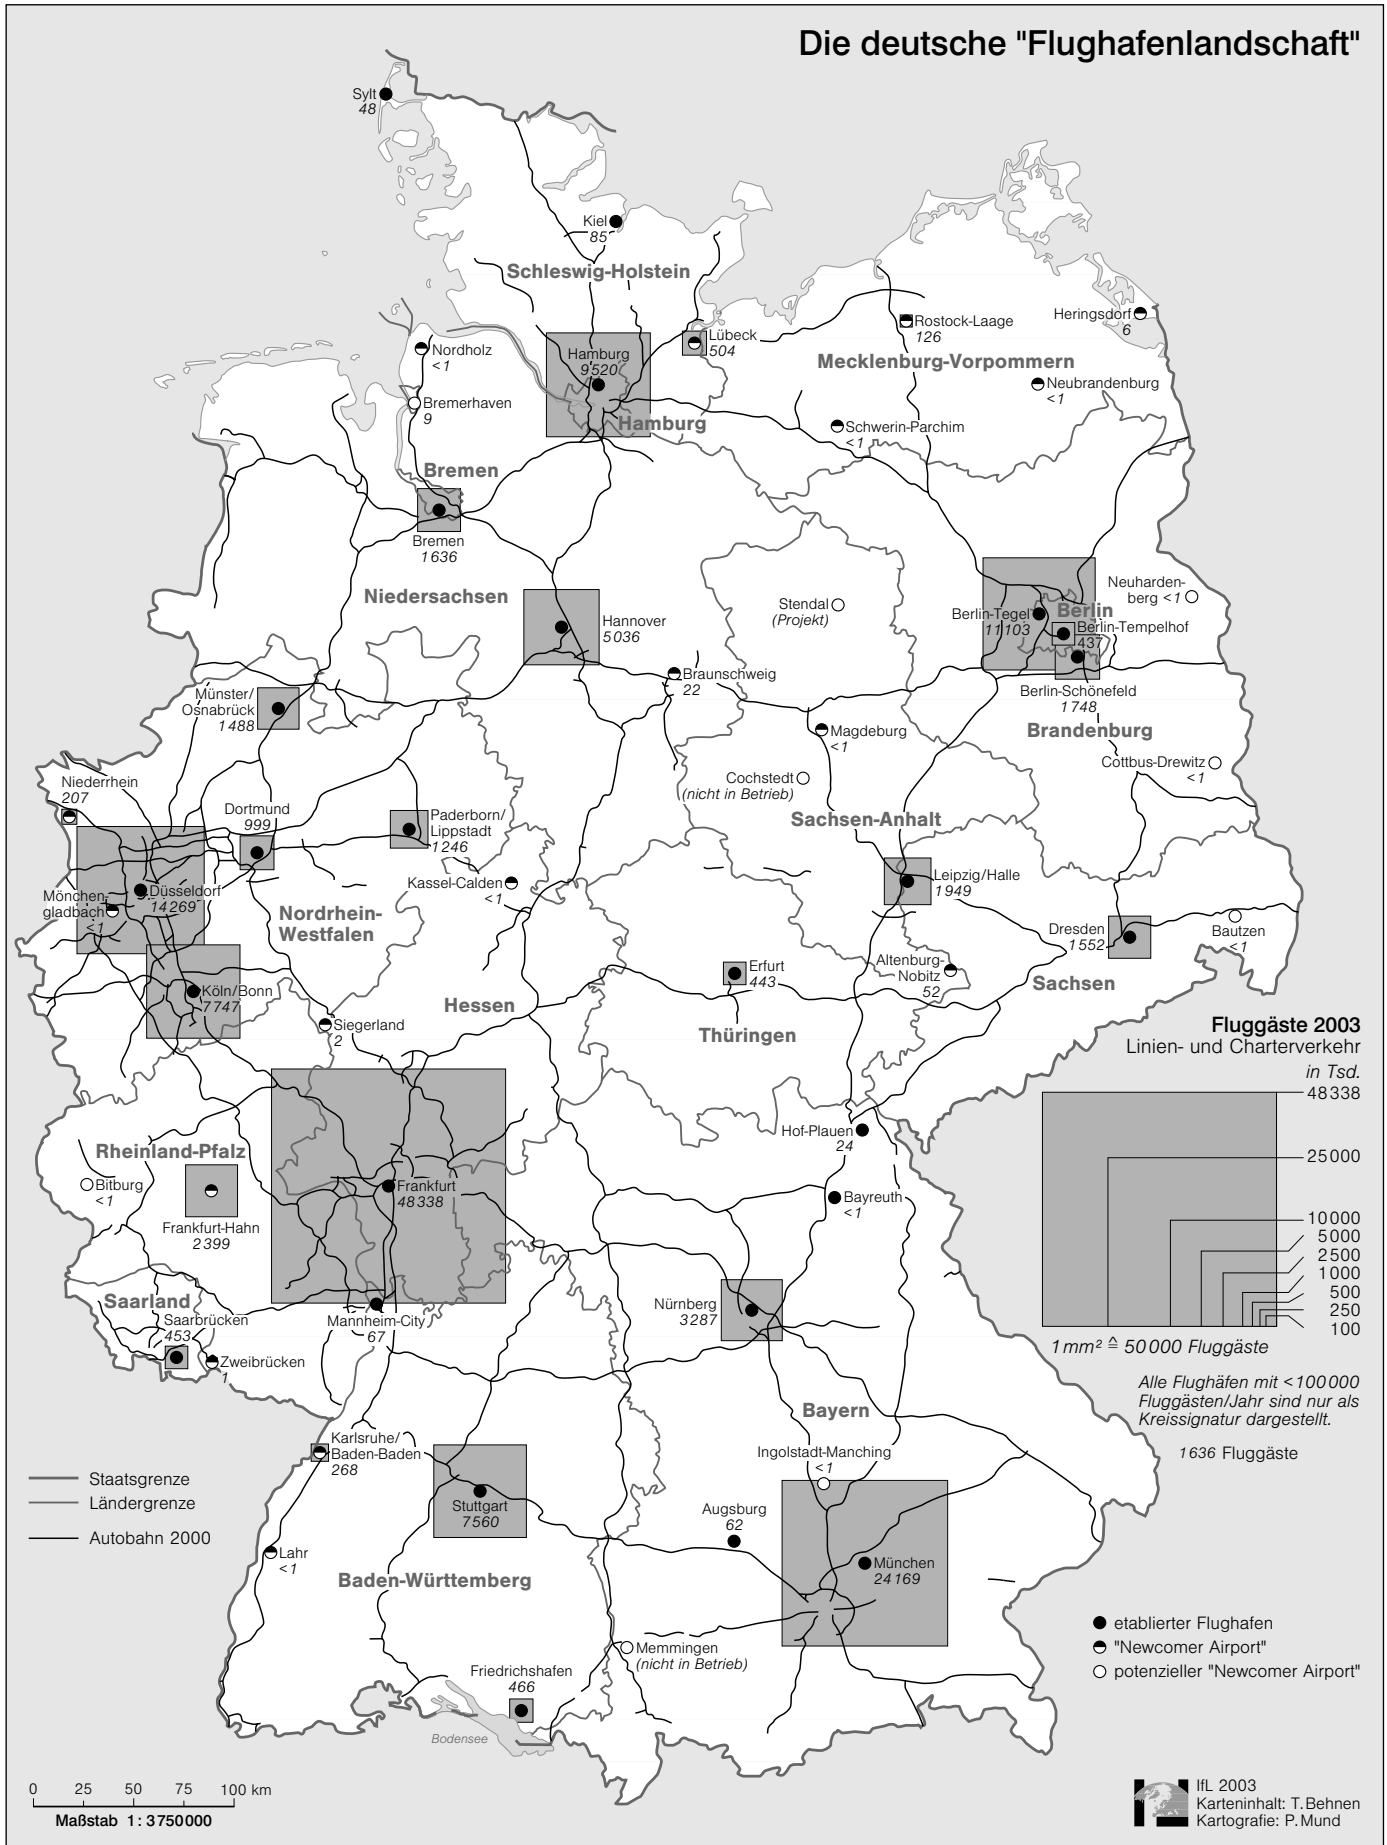 Die deutsche "Flughafenlandschaft"
Sylt
48
Kiel
85
Schleswig-Holstein
Heringsdorf
6
Rostock-Laage
126
Lübeck
504
Mecklenburg-Vorpommern
Nordholz
<1
Hamburg
9520
Neubrandenburg
<1
Bremerhaven
9
Hamburg
Schwerin-Parchim
<1
Bremen
Bremen
1636
Niedersachsen
Neuharden-
berg <1
Stendal
(Projekt)
Berlin-Tegel
11103
Berlin
Berlin-Tempelhof
437
Hannover
5036
Braunschweig
22
Berlin-Schönefeld
1748
Münster/
Osnabrück
1488
Magdeburg
<1
Brandenburg
Cottbus-Drewitz
<1
Cochstedt
(nicht in Betrieb)
Niederrhein
207
Dortmund
999
Paderborn/
Lippstadt
1246
Sachsen-Anhalt
Kassel-Calden
<1
Leipzig/Halle
1949
Mönchen-
gladbach
<1
Düsseldorf
14269
Nordrhein-
Westfalen
Dresden
1552
Bautzen
<1
Erfurt
443
Altenburg-
Nobitz
52
Sachsen
Köln/Bonn
7747
Hessen
Siegerland
2
Thüringen
Fluggäste 2003
Linien- und Charterverkehr
in Tsd.
48338
25000
10000
5000
2500
1000
500
250
100
1 mm² ≙ 50000 Fluggäste
Alle Flughäfen mit <100000
Fluggästen/Jahr sind nur als
Kreissignatur dargestellt.
1636 Fluggäste
Hof-Plauen
24
Rheinland-Pfalz
Bitburg
<1
Frankfurt
48338
Bayreuth
<1
Frankfurt-Hahn
2399
Saarland
Saarbrücken
453
Mannheim-City
67
Nürnberg
3287
Zweibrücken
1
Bayern
Karlsruhe/
Baden-Baden
268
Ingolstadt-Manching
<1
Staatsgrenze
Ländergrenze
Autobahn 2000
Stuttgart
7560
Augsburg
62
Lahr
<1
München
24169
Baden-Württemberg
etablierter Flughafen
"Newcomer Airport"
potenzieller "Newcomer Airport"
Memmingen
(nicht in Betrieb)
Friedrichshafen
466
Bodensee
0 25 50 75 100 km
Maßstab 1 : 3750000
IfL 2003
Karteninhalt: T. Behnen
Kartografie: P. Mund